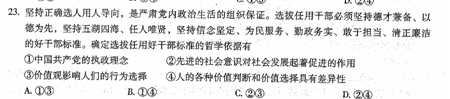 23. 坚持正确选人用人导向，是严肃党内政治生活的组织保证。选拔任用干部必须坚持德才兼备、以
德为先，坚持五湖四海、任人唯贤，坚持信念坚定、为民服务、勤政务实、敢于担当、清正廉洁
的好干部标准。确定选拔任用好干部标准的哲学依据有
①中国共产党的执政理念 ②先进的社会意识对社会发展起着促进的作用
③价值观影响人们的行为选择 ④人的各种价值判断和价值选择具有差异性
A. ①③ B. ①④ C. ②③ D. ②④